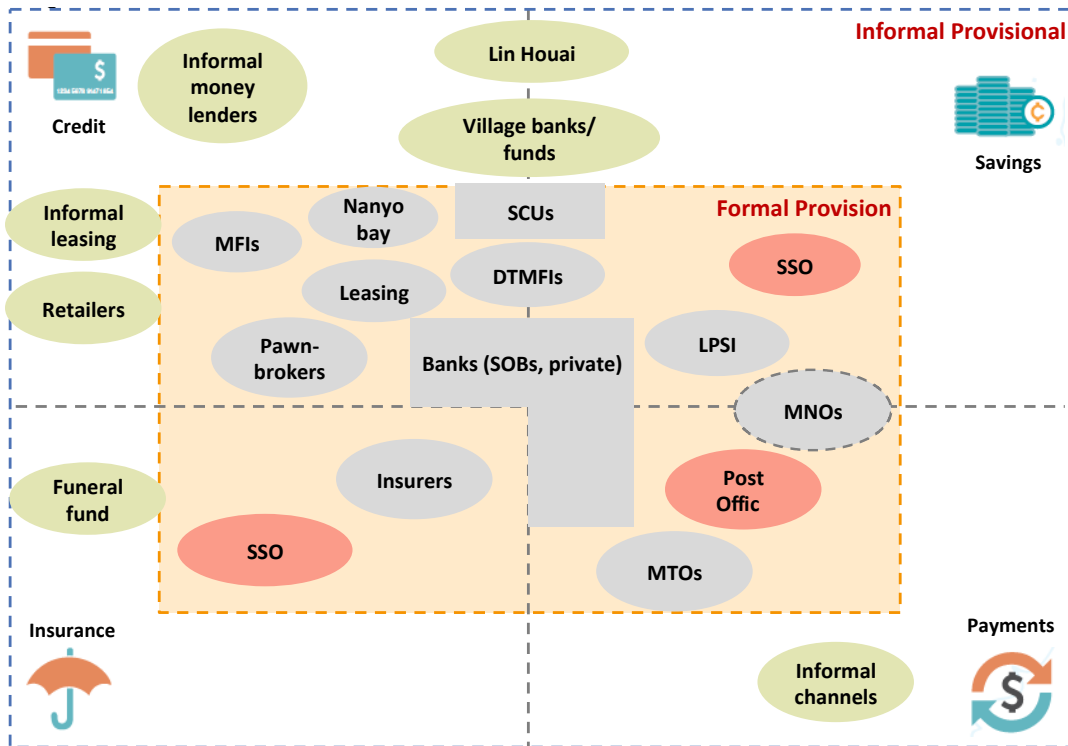 Informal Provisional
Informal
money
lenders
Lin Houai
Credit
Village banks/
funds
Savings
Informal
leasing
MFIs
Nanyo
bay
SCUs
Formal Provision
SSO
Retailers
Leasing
DTMFIs
Pawn-
brokers
Banks (SOBs, private)
LPSI
MNOs
Funeral
fund
Insurers
Post
Offic
SSO
MTOs
Insurance
Payments
Informal
channels